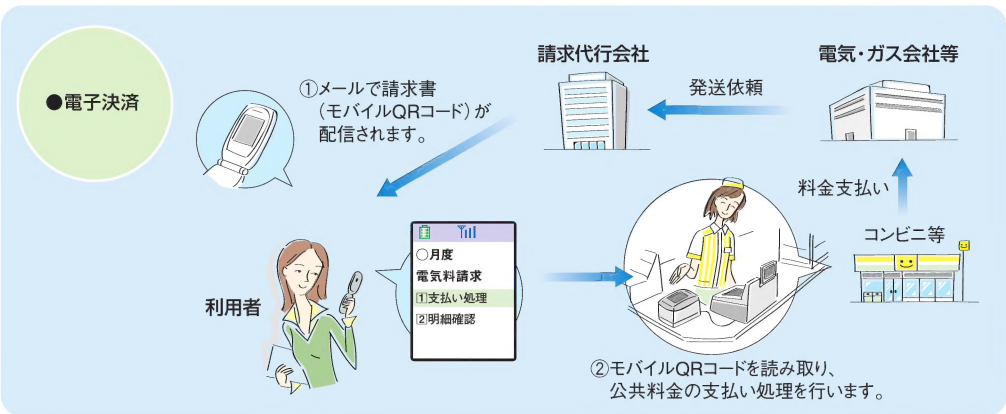 ●電子決済
①メールで請求書
（モバイルQRコード）が
配信されます。
請求代行会社
発送依頼
電気・ガス会社等
料金支払い
コンビニ等
利用者
○月度
電気料請求
1支払い処理
2明細確認
②モバイルQRコードを読み取り、
公共料金の支払い処理を行います。